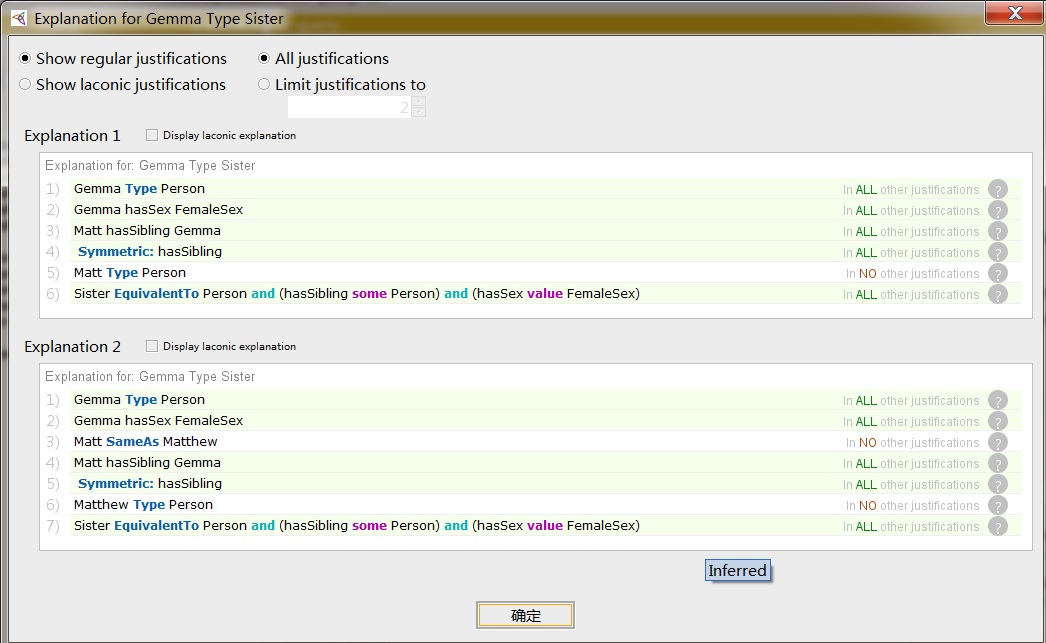 Explanation for Gemma Type Sister
Show regular justifications All justifications
Show laconic justifications Limit justifications to
2
Explanation 1 Display laconic explanation
Explanation for: Gemma Type Sister
1) Gemma Type Person In ALL other justifications ?
2) Gemma hasSex FemaleSex In ALL other justifications ?
3) Matt hasSibling Gemma In ALL other justifications ?
4) Symmetric: hasSibling In ALL other justifications ?
5) Matt Type Person In NO other justifications ?
6) Sister EquivalentTo Person and (hasSibling some Person) and (hasSex value FemaleSex) In ALL other justifications ?
Explanation 2 Display laconic explanation
Explanation for: Gemma Type Sister
1) Gemma Type Person In ALL other justifications ?
2) Gemma hasSex FemaleSex In ALL other justifications ?
3) Matt SameAs Matthew In NO other justifications ?
4) Matt hasSibling Gemma In ALL other justifications ?
5) Symmetric: hasSibling In ALL other justifications ?
6) Matthew Type Person In NO other justifications ?
7) Sister EquivalentTo Person and (hasSibling some Person) and (hasSex value FemaleSex) In ALL other justifications ?
Inferred
确定